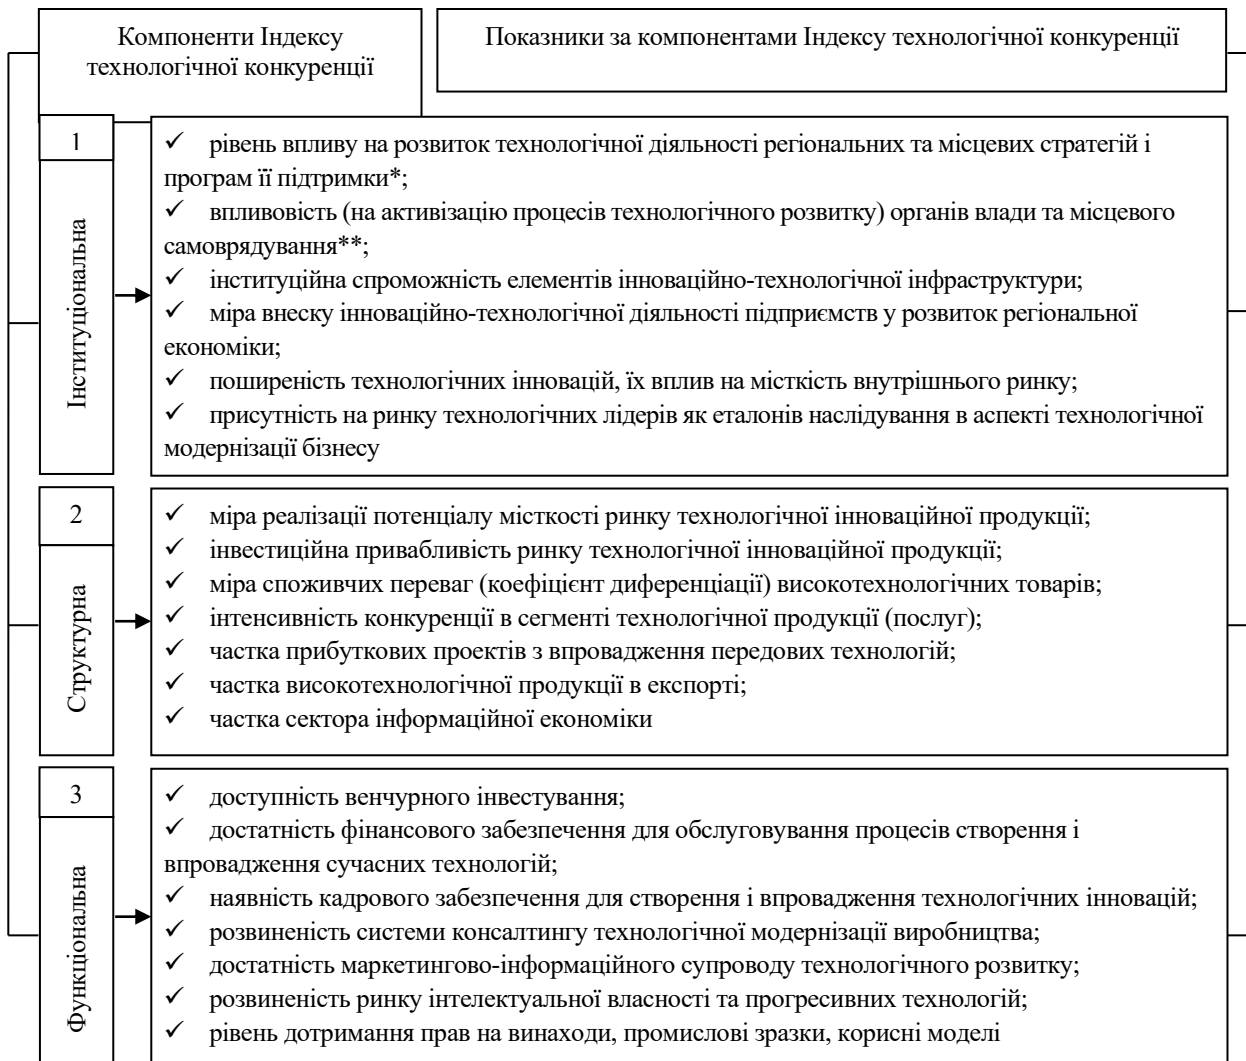 Компоненти Індексу
технологічної конкуренції
Показники за компонентами Індексу технологічної конкуренції
1
Інституціональна
✓ рівень впливу на розвиток технологічної діяльності регіональних та місцевих стратегій і
програм її підтримки*;
✓ впливовість (на активізацію процесів технологічного розвитку) органів влади та місцевого
самоврядування**;
✓ інституційна спроможність елементів інноваційно-технологічної інфраструктури;
✓ міра внеску інноваційно-технологічної діяльності підприємств у розвиток регіональної
економіки;
✓ поширеність технологічних інновацій, їх вплив на місткість внутрішнього ринку;
✓ присутність на ринку технологічних лідерів як еталонів наслідування в аспекті технологічної
модернізації бізнесу
2
Структурна
✓ міра реалізації потенціалу місткості ринку технологічної інноваційної продукції;
✓ інвестиційна привабливість ринку технологічної інноваційної продукції;
✓ міра споживчих переваг (коефіцієнт диференціації) високотехнологічних товарів;
✓ інтенсивність конкуренції в сегменті технологічної продукції (послуг);
✓ частка прибуткових проектів з впровадження передових технологій;
✓ частка високотехнологічної продукції в експорті;
✓ частка сектора інформаційної економіки
3
Функціональна
✓ доступність венчурного інвестування;
✓ достатність фінансового забезпечення для обслуговування процесів створення і
впровадження сучасних технологій;
✓ наявність кадрового забезпечення для створення і впровадження технологічних інновацій;
✓ розвиненість системи консалтингу технологічної модернізації виробництва;
✓ достатність маркетингово-інформаційного супроводу технологічного розвитку;
✓ розвиненість ринку інтелектуальної власності та прогресивних технологій;
✓ рівень дотримання прав на винаходи, промислові зразки, корисні моделі